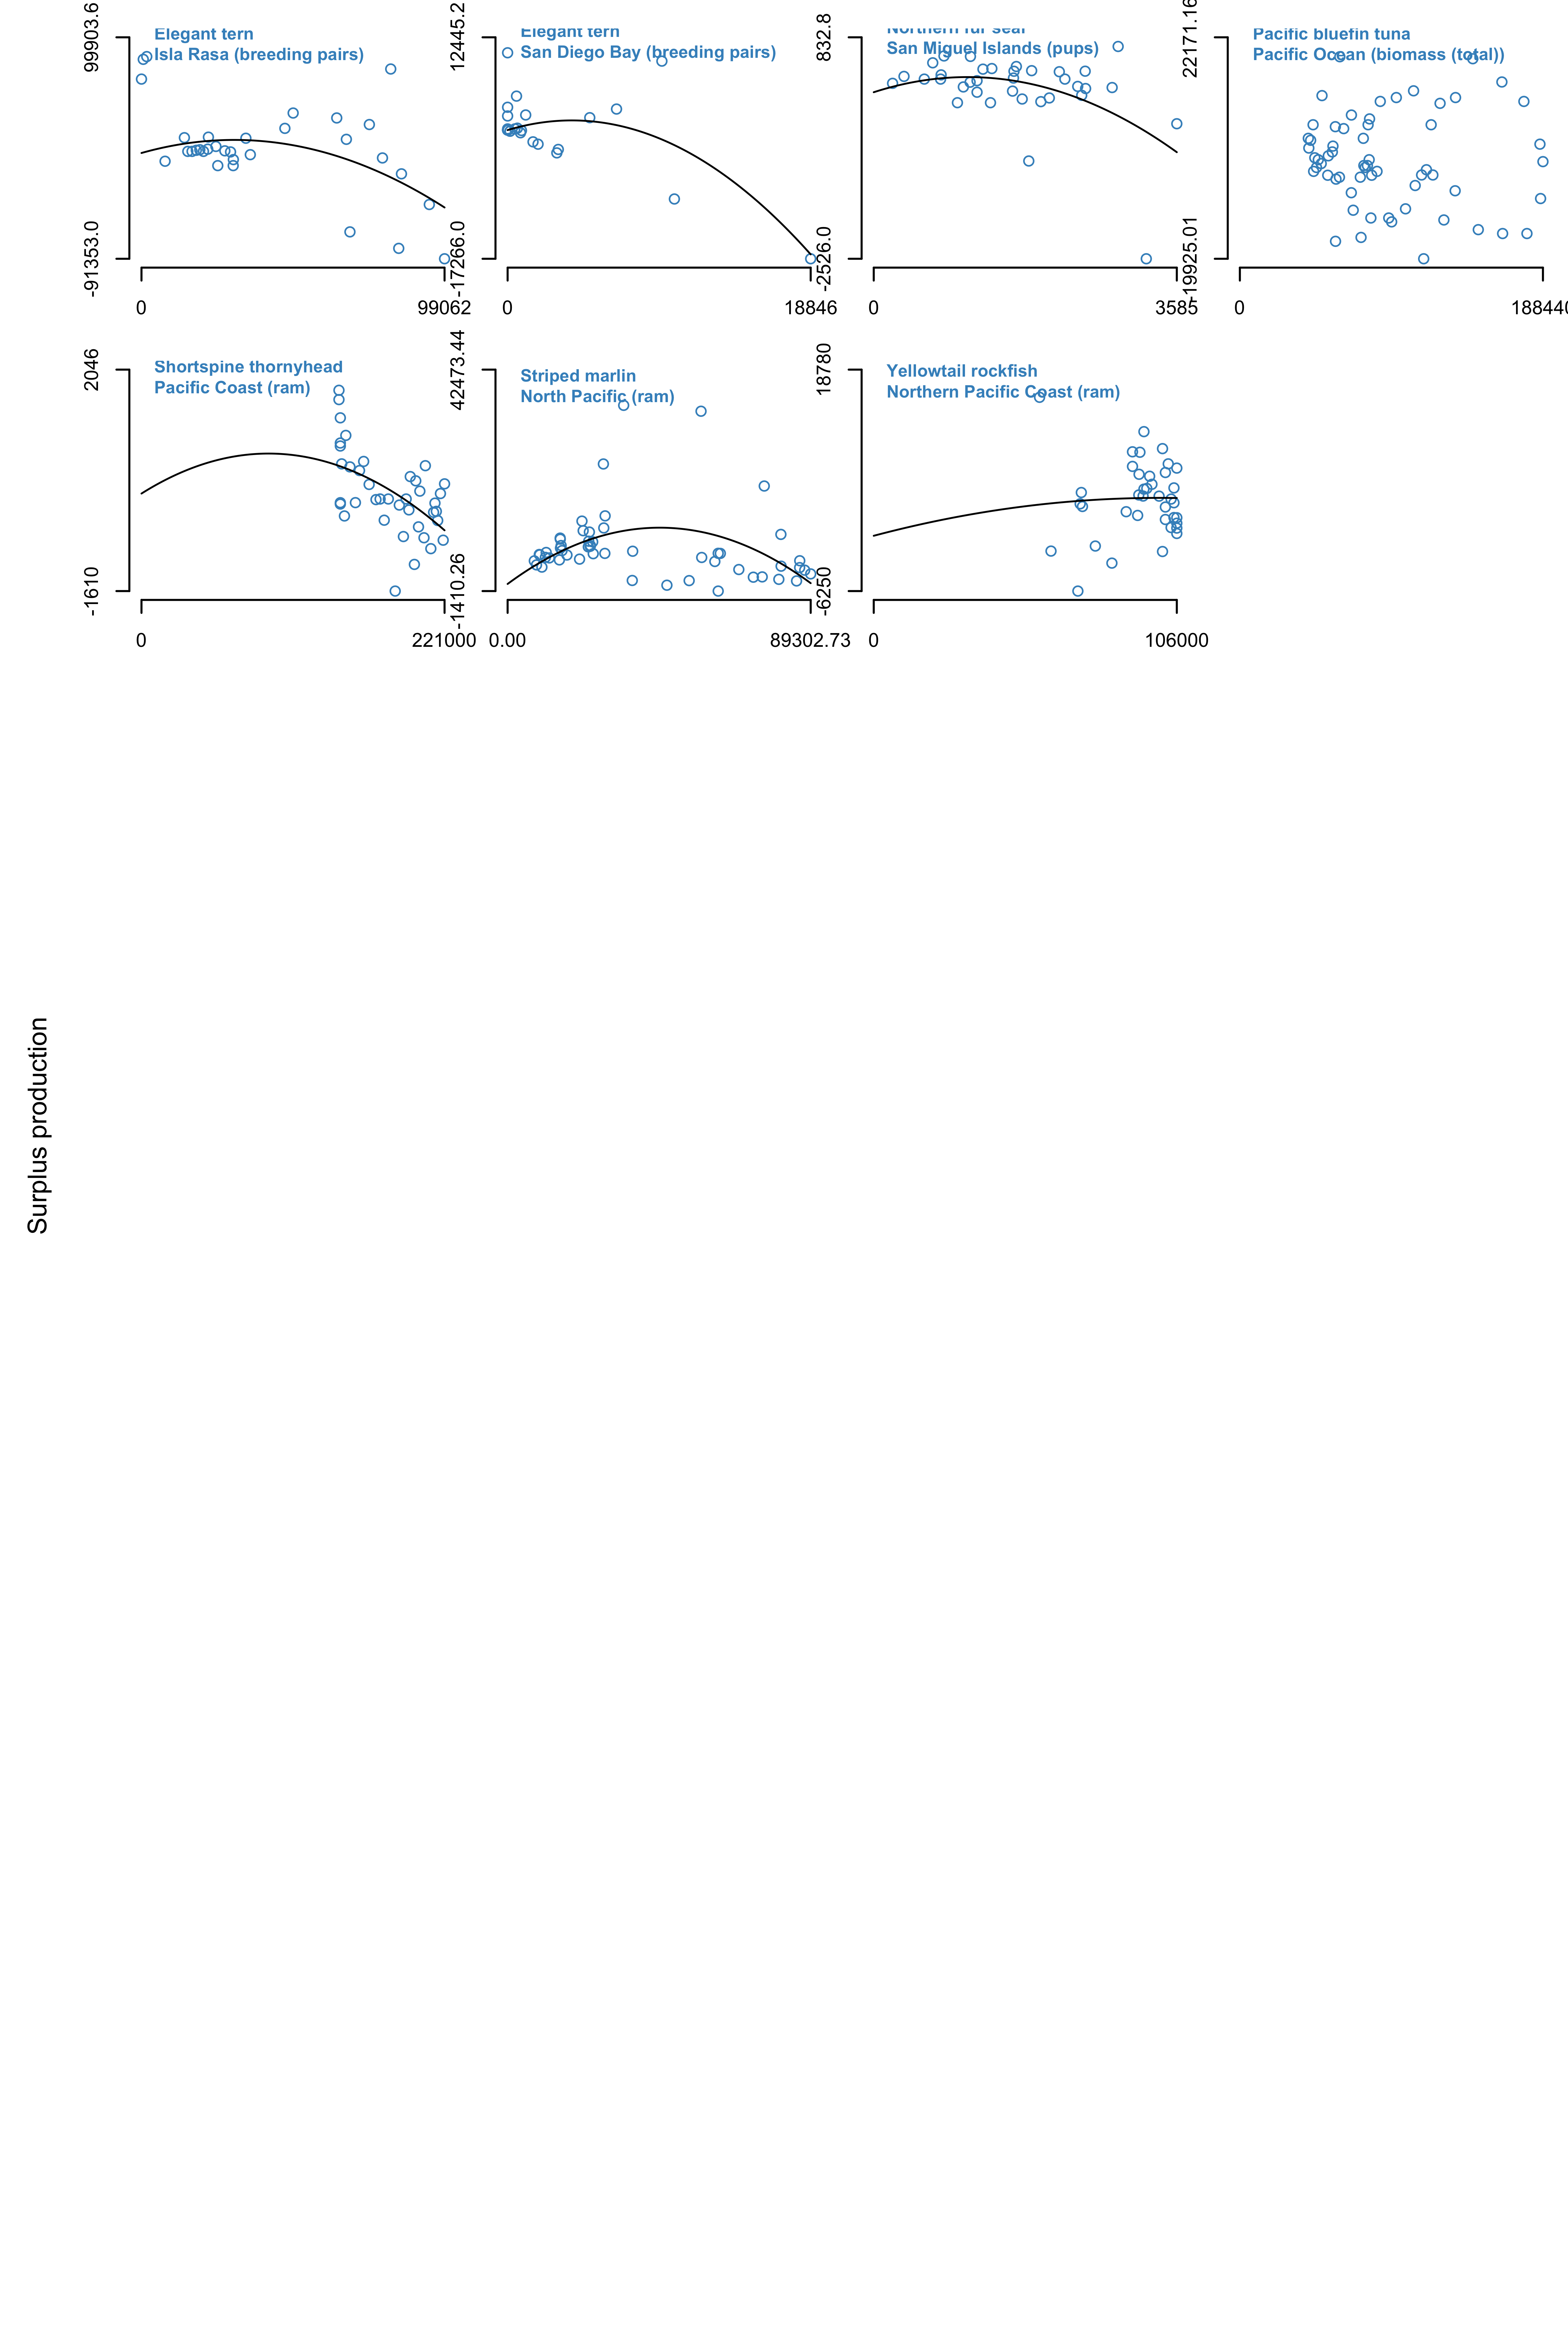 99903.6
-91353.0
Elegant tern
Isla Rasa (breeding pairs)
0
99062
12445.2
-17266.0
Elegant tern
San Diego Bay (breeding pairs)
0
18846
832.8
-2526.0
Northern fur seal
San Miguel Islands (pups)
0
3585
22171.16
-19925.01
Pacific bluefin tuna
Pacific Ocean (biomass (total))
0
188440
2046
-1610
Shortspine thornyhead
Pacific Coast (ram)
0
221000
42473.44
-1410.26
Striped marlin
North Pacific (ram)
0.00
89302.73
18780
-6250
Yellowtail rockfish
Northern Pacific Coast (ram)
0
106000
Surplus production